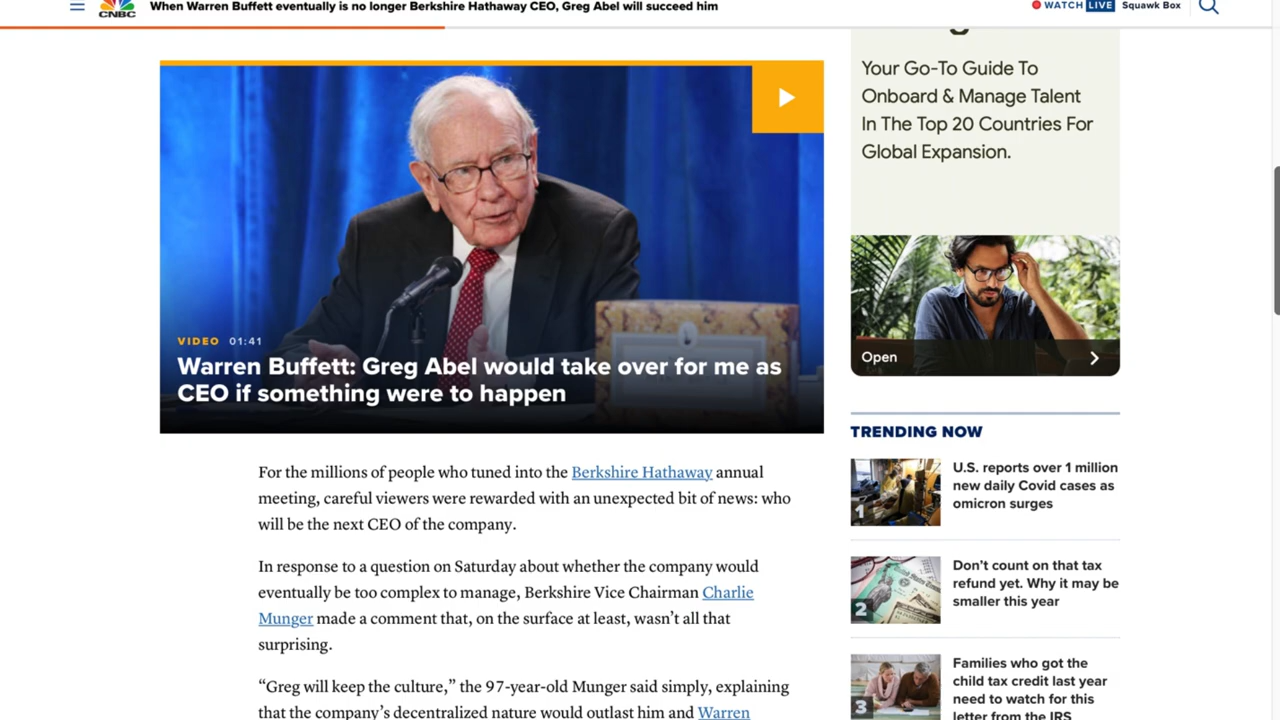 CNBC
When Warren Buffett eventually is no longer Berkshire Hathaway CEO, Greg Abel will succeed him
WATCH LIVE Squawk Box
VIDEO 01:41
Warren Buffett: Greg Abel would take over for me as
CEO if something were to happen
For the millions of people who tuned into the Berkshire Hathaway annual
meeting, careful viewers were rewarded with an unexpected bit of news: who
will be the next CEO of the company.
In response to a question on Saturday about whether the company would
eventually be too complex to manage, Berkshire Vice Chairman Charlie
Munger made a comment that, on the surface at least, wasn’t all that
surprising.
“Greg will keep the culture,” the 97-year-old Munger said simply, explaining
that the company’s decentralized nature would outlast him and Warren
Your Go-To Guide To
Onboard & Manage Talent
In The Top 20 Countries For
Global Expansion.
Open
TRENDING NOW
1
U.S. reports over 1 million
new daily Covid cases as
omicron surges
2
Don’t count on that tax
refund yet. Why it may be
smaller this year
3
Families who got the
child tax credit last year
need to watch for this
letter from the IRS